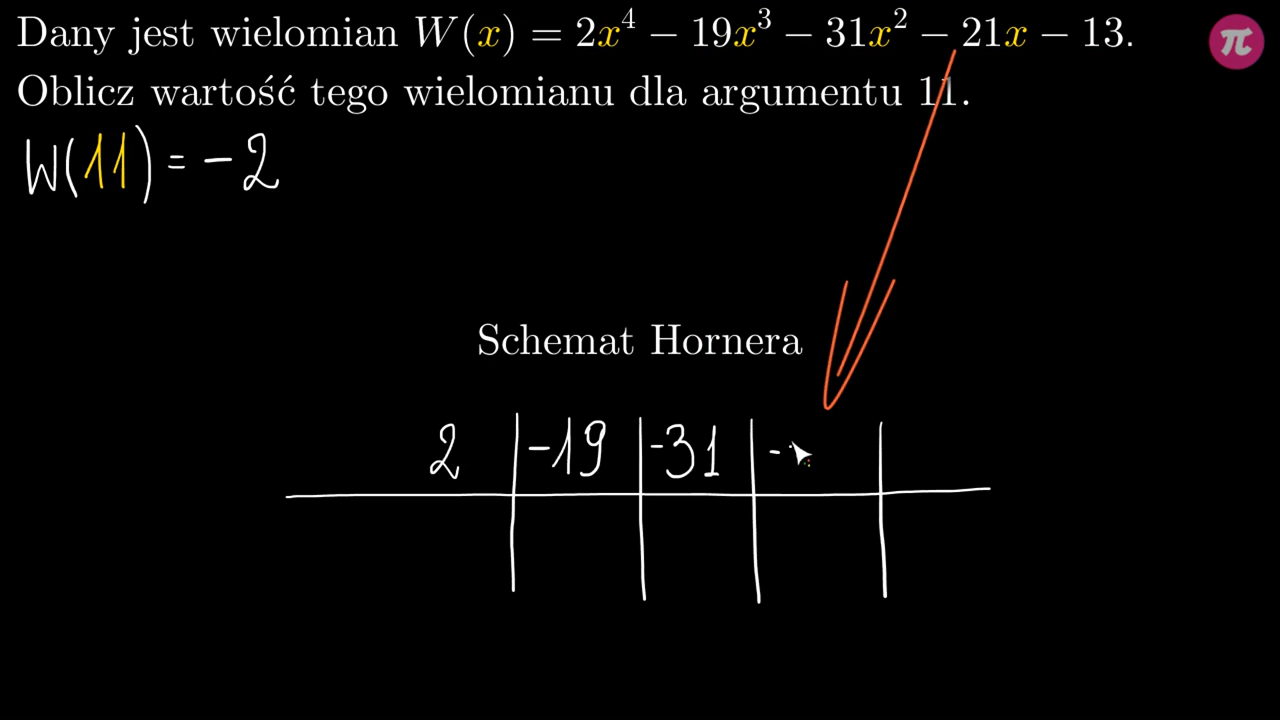 Dany jest wielomian W(x) = 2x⁴ − 19x³ − 31x² − 21x − 13.
π
Oblicz wartość tego wielomianu dla argumentu 11.
W(11) = -2
Schemat Hornera
2 | -19 | -31 | - |